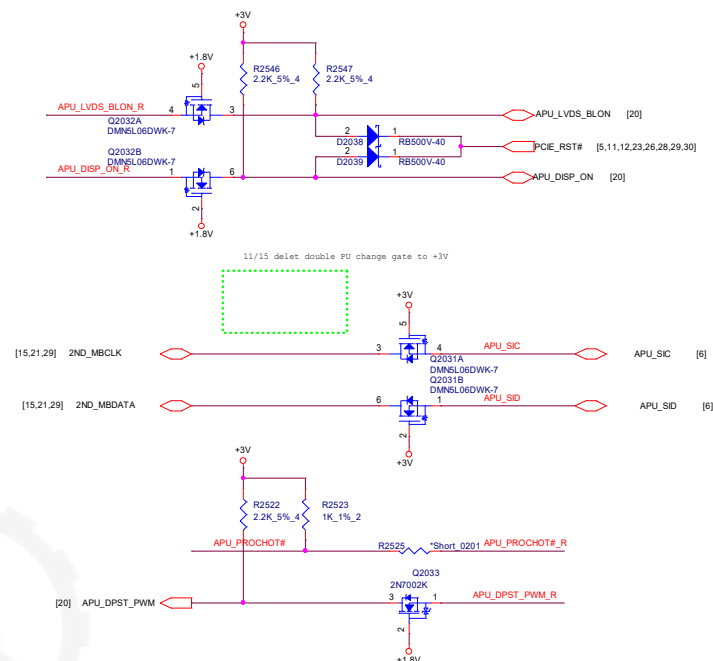 +3V
+1.8V
R2546
2.2K_5%_4
R2547
2.2K_5%_4
5
APU_LVDS_BLON_R
4
3
APU_LVDS_BLON [20]
Q2032A
DMN5L06DWK-7
2
1
D2038
RB500V-40
PCIE_RST# [5,11,12,23,26,28,29,30]
Q2032B
DMN5L06DWK-7
2
1
D2039
RB500V-40
APU_DISP_ON_R
1
6
APU_DISP_ON [20]
2
+1.8V
11/15 delet double PU change gate to +3V
+3V
5
[15,21,29] 2ND_MBCLK
3
4
APU_SIC
APU_SIC [6]
Q2031A
DMN5L06DWK-7
Q2031B
DMN5L06DWK-7
[15,21,29] 2ND_MBDATA
6
1
APU_SID
APU_SID [6]
2
+3V
+3V
R2522
2.2K_5%_4
R2523
1K_1%_2
APU_PROCHOT#
R2525
*Short_0201
APU_PROCHOT#_R
Q2033
2N7002K
[20] APU_DPST_PWM
3
1
APU_DPST_PWM_R
2
+1.8V